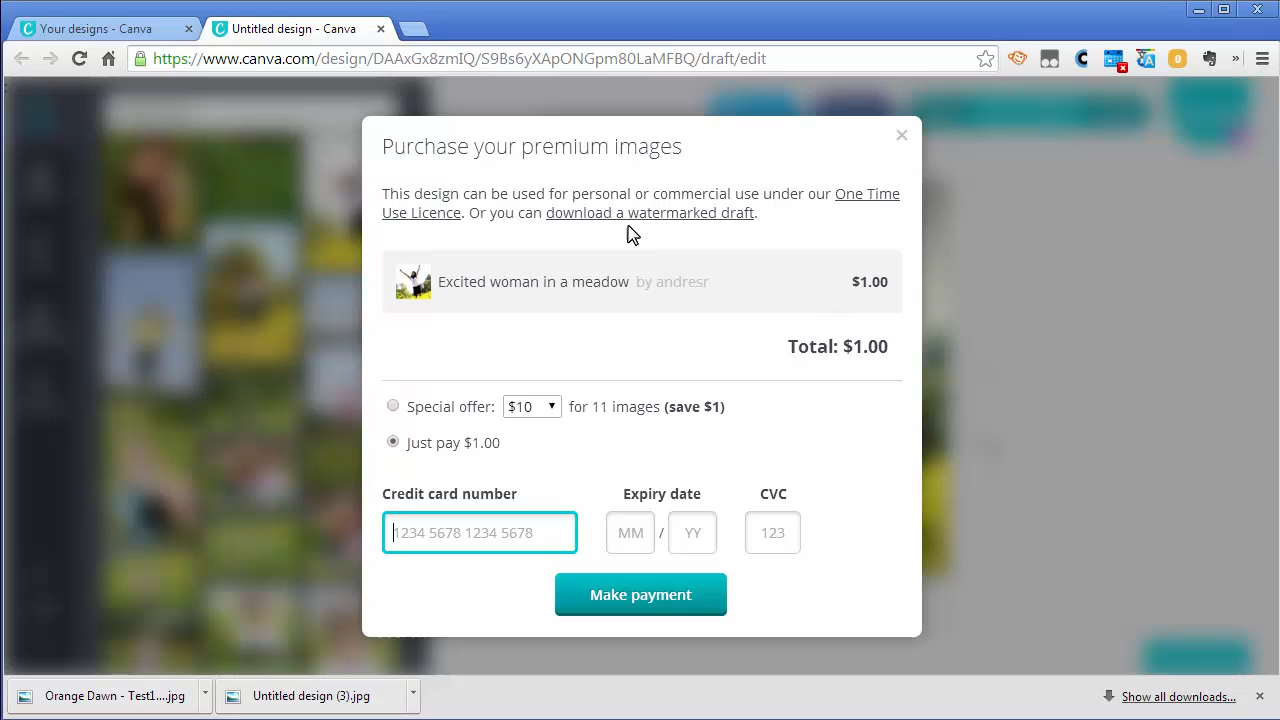 Your designs - Canva
Untitled design - Canva
https://www.canva.com/design/DAAxGx8zmIQ/S9Bs6yXApONGpm80LaMFBQ/draft/edit
Purchase your premium images
This design can be used for personal or commercial use under our One Time
Use Licence. Or you can download a watermarked draft.
Excited woman in a meadow by andresr $1.00
Total: $1.00
Special offer: $10 for 11 images (save $1)
Just pay $1.00
Credit card number Expiry date CVC
1234 5678 1234 5678 MM / YY 123
Make payment
Orange Dawn - Test1....jpg
Untitled design (3).jpg
Show all downloads...